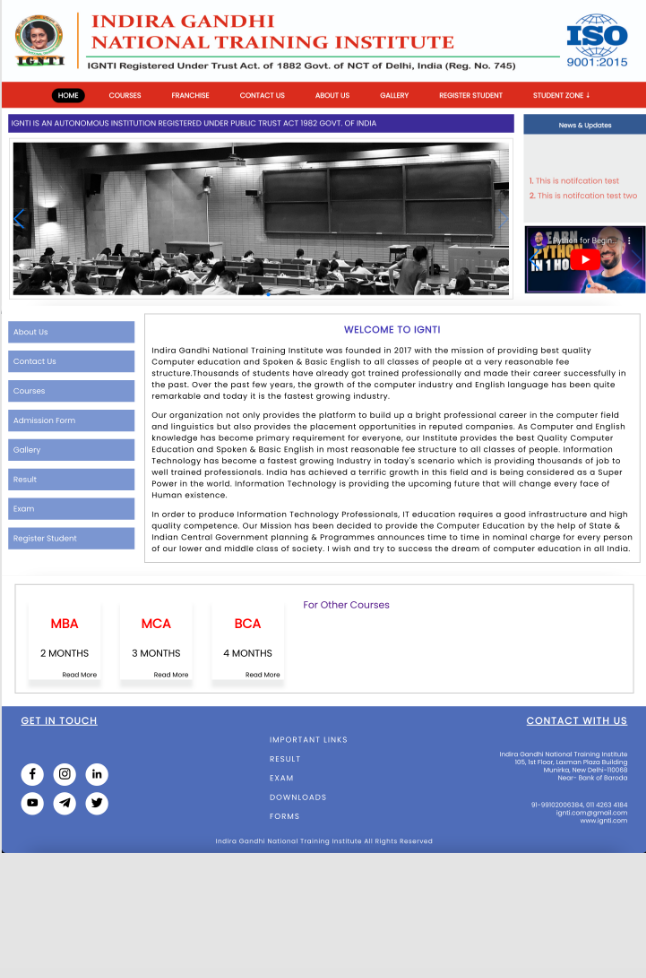 INDIRA GANDHI
NATIONAL TRAINING INSTITUTE
IGNTI
IGNTI Registered Under Trust Act. of 1882 Govt. of NCT of Delhi, India (Reg. No. 745)
ISO
9001:2015
HOME
COURSES
FRANCHISE
CONTACT US
ABOUT US
GALLERY
REGISTER STUDENT
STUDENT ZONE ↓
IGNTI IS AN AUTONOMOUS INSTITUTION REGISTERED UNDER PUBLIC TRUST ACT 1982 GOVT. OF INDIA
News & Updates
1. This is notifcation test
2. This is notifcation test two
Python for Begin...
LEARN
PYTHON
IN 1 HOUR
About Us
Contact Us
Courses
Admission Form
Gallery
Result
Exam
Register Student
WELCOME TO IGNTI
Indira Gandhi National Training Institute was founded in 2017 with the mission of providing best quality
Computer education and Spoken & Basic English to all classes of people at a very reasonable fee
structure.Thousands of students have already got trained professionally and made their career successfully in
the past. Over the past few years, the growth of the computer industry and English language has been quite
remarkable and today it is the fastest growing industry.
Our organization not only provides the platform to build up a bright professional career in the computer field
and linguistics but also provides the placement opportunities in reputed companies. As Computer and English
knowledge has become primary requirement for everyone, our Institute provides the best Quality Computer
Education and Spoken & Basic English in most reasonable fee structure to all classes of people. Information
Technology has become a fastest growing Industry in today's scenario which is providing thousands of job to
well trained professionals. India has achieved a terrific growth in this field and is being considered as a Super
Power in the world. Information Technology is providing the upcoming future that will change every face of
Human existence.
In order to produce Information Technology Professionals, IT education requires a good infrastructure and high
quality competence. Our Mission has been decided to provide the Computer Education by the help of State &
Indian Central Government planning & Programmes announces time to time in nominal charge for every person
of our lower and middle class of society. I wish and try to success the dream of computer education in all India.
MBA
2 MONTHS
Read More
MCA
3 MONTHS
Read More
BCA
4 MONTHS
Read More
For Other Courses
GET IN TOUCH
IMPORTANT LINKS
RESULT
EXAM
DOWNLOADS
FORMS
CONTACT WITH US
Indira Gandhi National Training Institute
105, 1st Floor, Laxman Plaza Building
Munirka, New Delhi-110068
Near- Bank of Baroda
91-99102006384, 011 4263 4184
ignti.com@gmail.com
www.ignti.com
Indira Gandhi National Training Institute All Rights Reserved